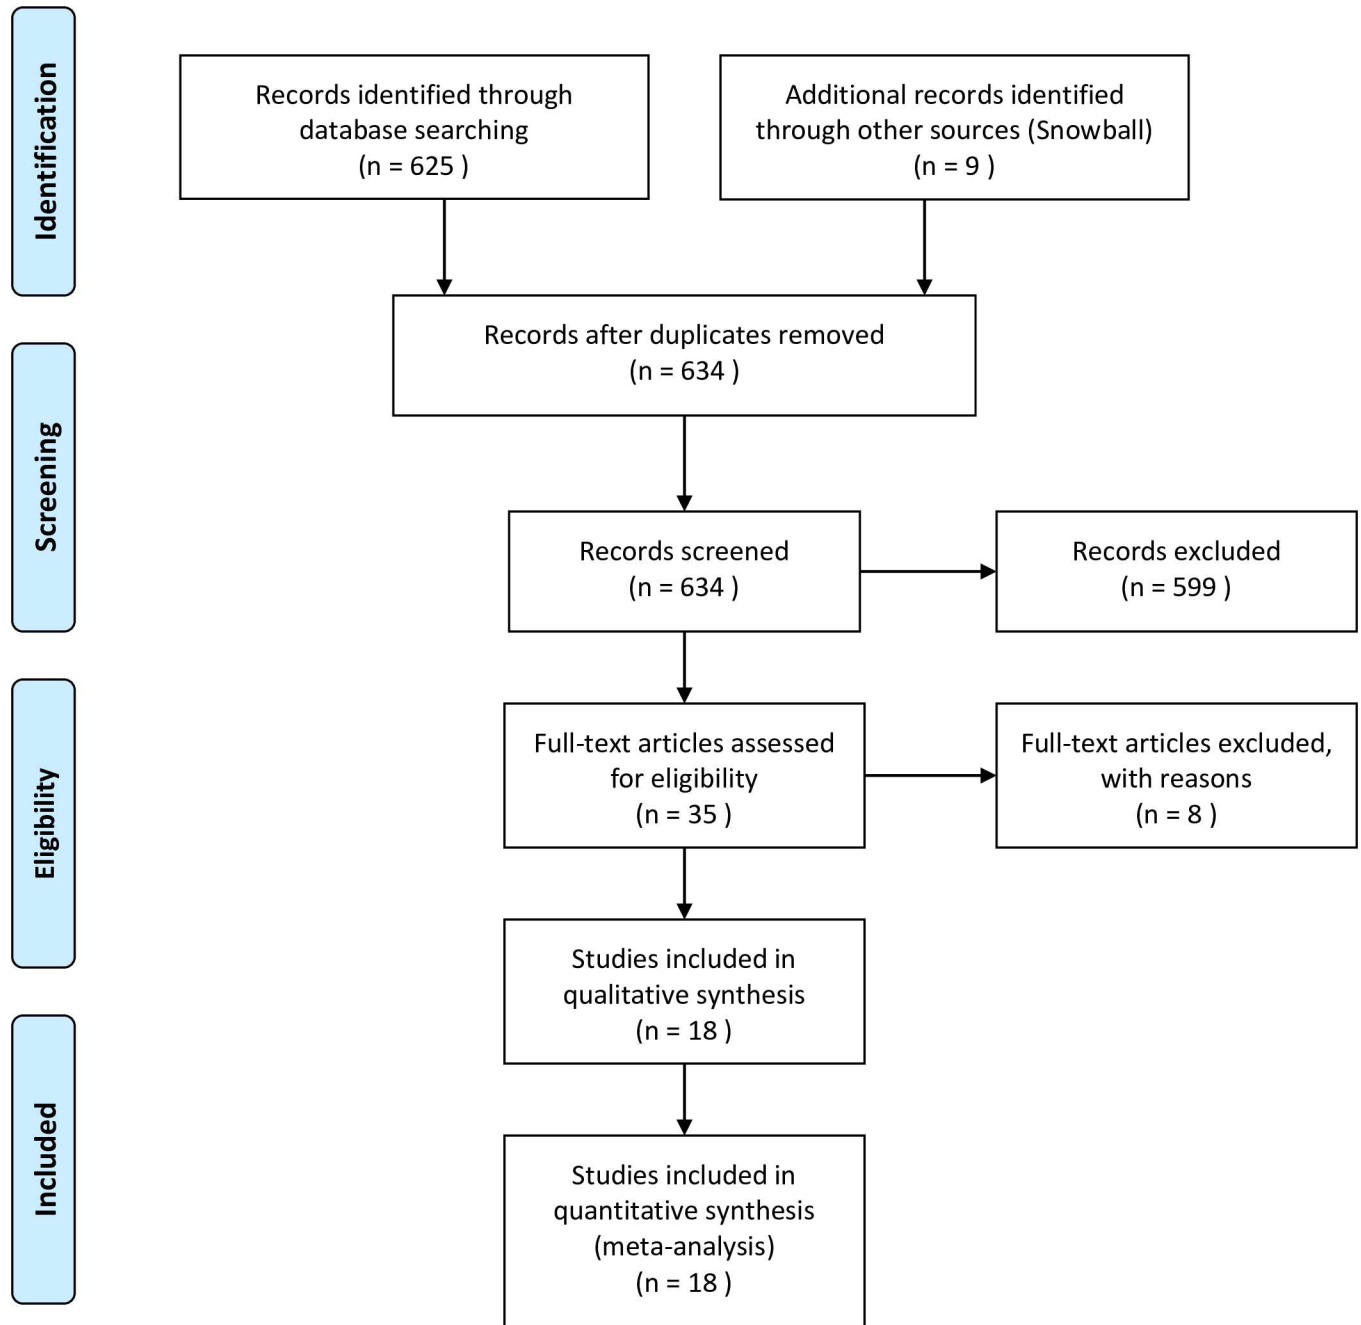 Identification
Records identified through
database searching
(n = 625 )
Additional records identified
through other sources (Snowball)
(n = 9 )
Records after duplicates removed
(n = 634 )
Screening
Records screened
(n = 634 )
Records excluded
(n = 599 )
Eligibility
Full-text articles assessed
for eligibility
(n = 35 )
Full-text articles excluded,
with reasons
(n = 8 )
Studies included in
qualitative synthesis
(n = 18 )
Included
Studies included in
quantitative synthesis
(meta-analysis)
(n = 18 )